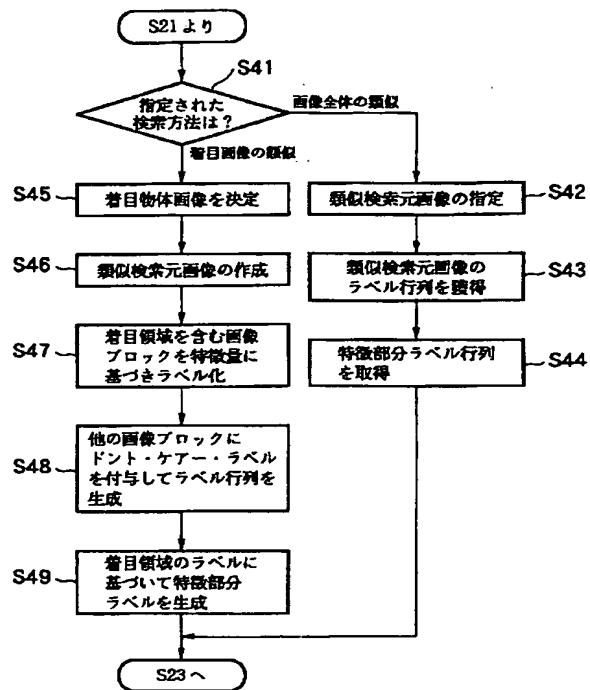 S21より
S41
指定された
検索方法は？
画像全体の類似
着目画像の類似
S45
着目物体画像を決定
類似検索元画像の指定
S42
S46
類似検索元画像の作成
類似検索元画像の
ラベル行列を獲得
S43
S47
着目領域を含む画像
ブロックを特徴量に
基づきラベル化
特徴部分ラベル行列
を取得
S44
S48
他の画像ブロックに
ドント・ケアー・ラベル
を付与してラベル行列を
生成
S49
着目領域のラベルに
基づいて特徴部分
ラベルを生成
S23へ